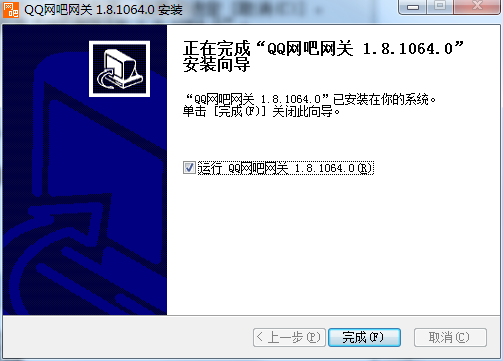 QQ网吧网关 1.8.1064.0 安装
正在完成“QQ网吧网关 1.8.1064.0”
安装向导
“QQ网吧网关 1.8.1064.0”已安装在你的系统。
单击 [完成(F)] 关闭此向导。
运行 QQ网吧网关 1.8.1064.0(R)
< 上一步(P)
完成(F)
取消(C)